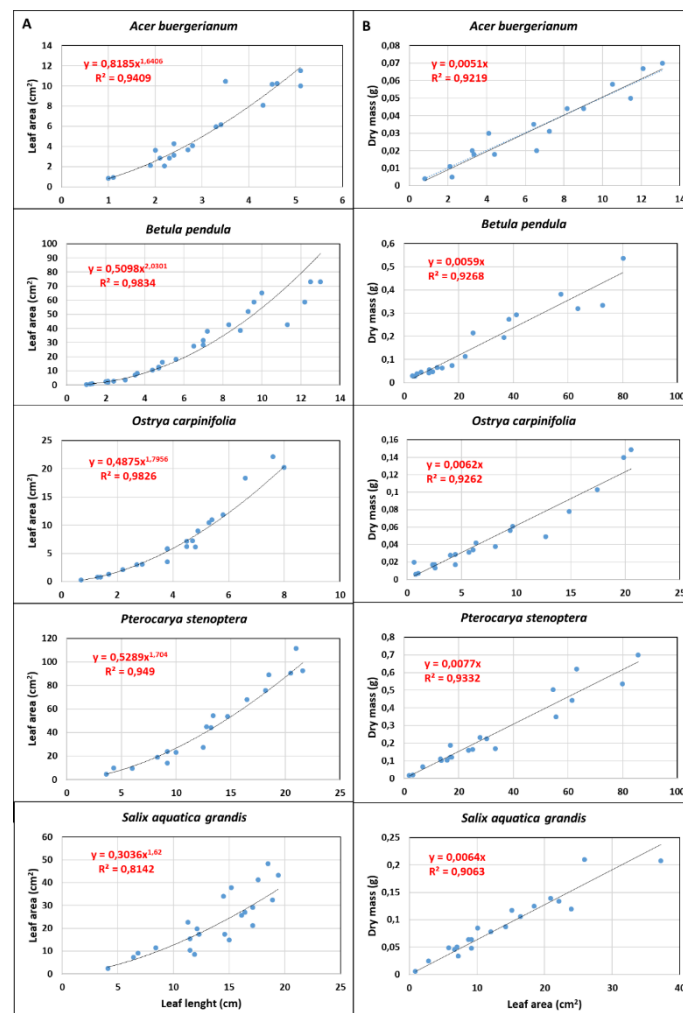 A
Acer buergerianum
Leaf area (cm²)
14
12
10
8
6
4
2
0
y = 0,8185x^1,6406
R² = 0,9409
0 1 2 3 4 5 6
Betula pendula
Leaf area (cm²)
100
90
80
70
60
50
40
30
20
10
0
y = 0,5098x^2,0301
R² = 0,9834
0 2 4 6 8 10 12 14
Ostrya carpinifolia
Leaf area (cm²)
25
20
15
10
5
0
y = 0,4875x^1,7956
R² = 0,9826
0 2 4 6 8 10
Pterocarya stenoptera
Leaf area (cm²)
120
100
80
60
40
20
0
y = 0,5289x^1,704
R² = 0,949
0 5 10 15 20 25
Salix aquatica grandis
Leaf area (cm²)
60
50
40
30
20
10
0
y = 0,3036x^1,62
R² = 0,8142
0 5 10 15 20 25
Leaf lenght (cm)
B
Acer buergerianum
Dry mass (g)
0,08
0,07
0,06
0,05
0,04
0,03
0,02
0,01
0
y = 0,0051x
R² = 0,9219
0 2 4 6 8 10 12 14
Betula pendula
Dry mass (g)
0,6
0,5
0,4
0,3
0,2
0,1
0
y = 0,0059x
R² = 0,9268
0 20 40 60 80 100
Ostrya carpinifolia
Dry mass (g)
0,16
0,14
0,12
0,1
0,08
0,06
0,04
0,02
0
y = 0,0062x
R² = 0,9262
0 5 10 15 20 25
Pterocarya stenoptera
Dry mass (g)
0,8
0,7
0,6
0,5
0,4
0,3
0,2
0,1
0
y = 0,0077x
R² = 0,9332
0 20 40 60 80 100
Salix aquatica grandis
Dry mass (g)
0,25
0,2
0,15
0,1
0,05
0
y = 0,0064x
R² = 0,9063
0 10 20 30 40
Leaf area (cm²)